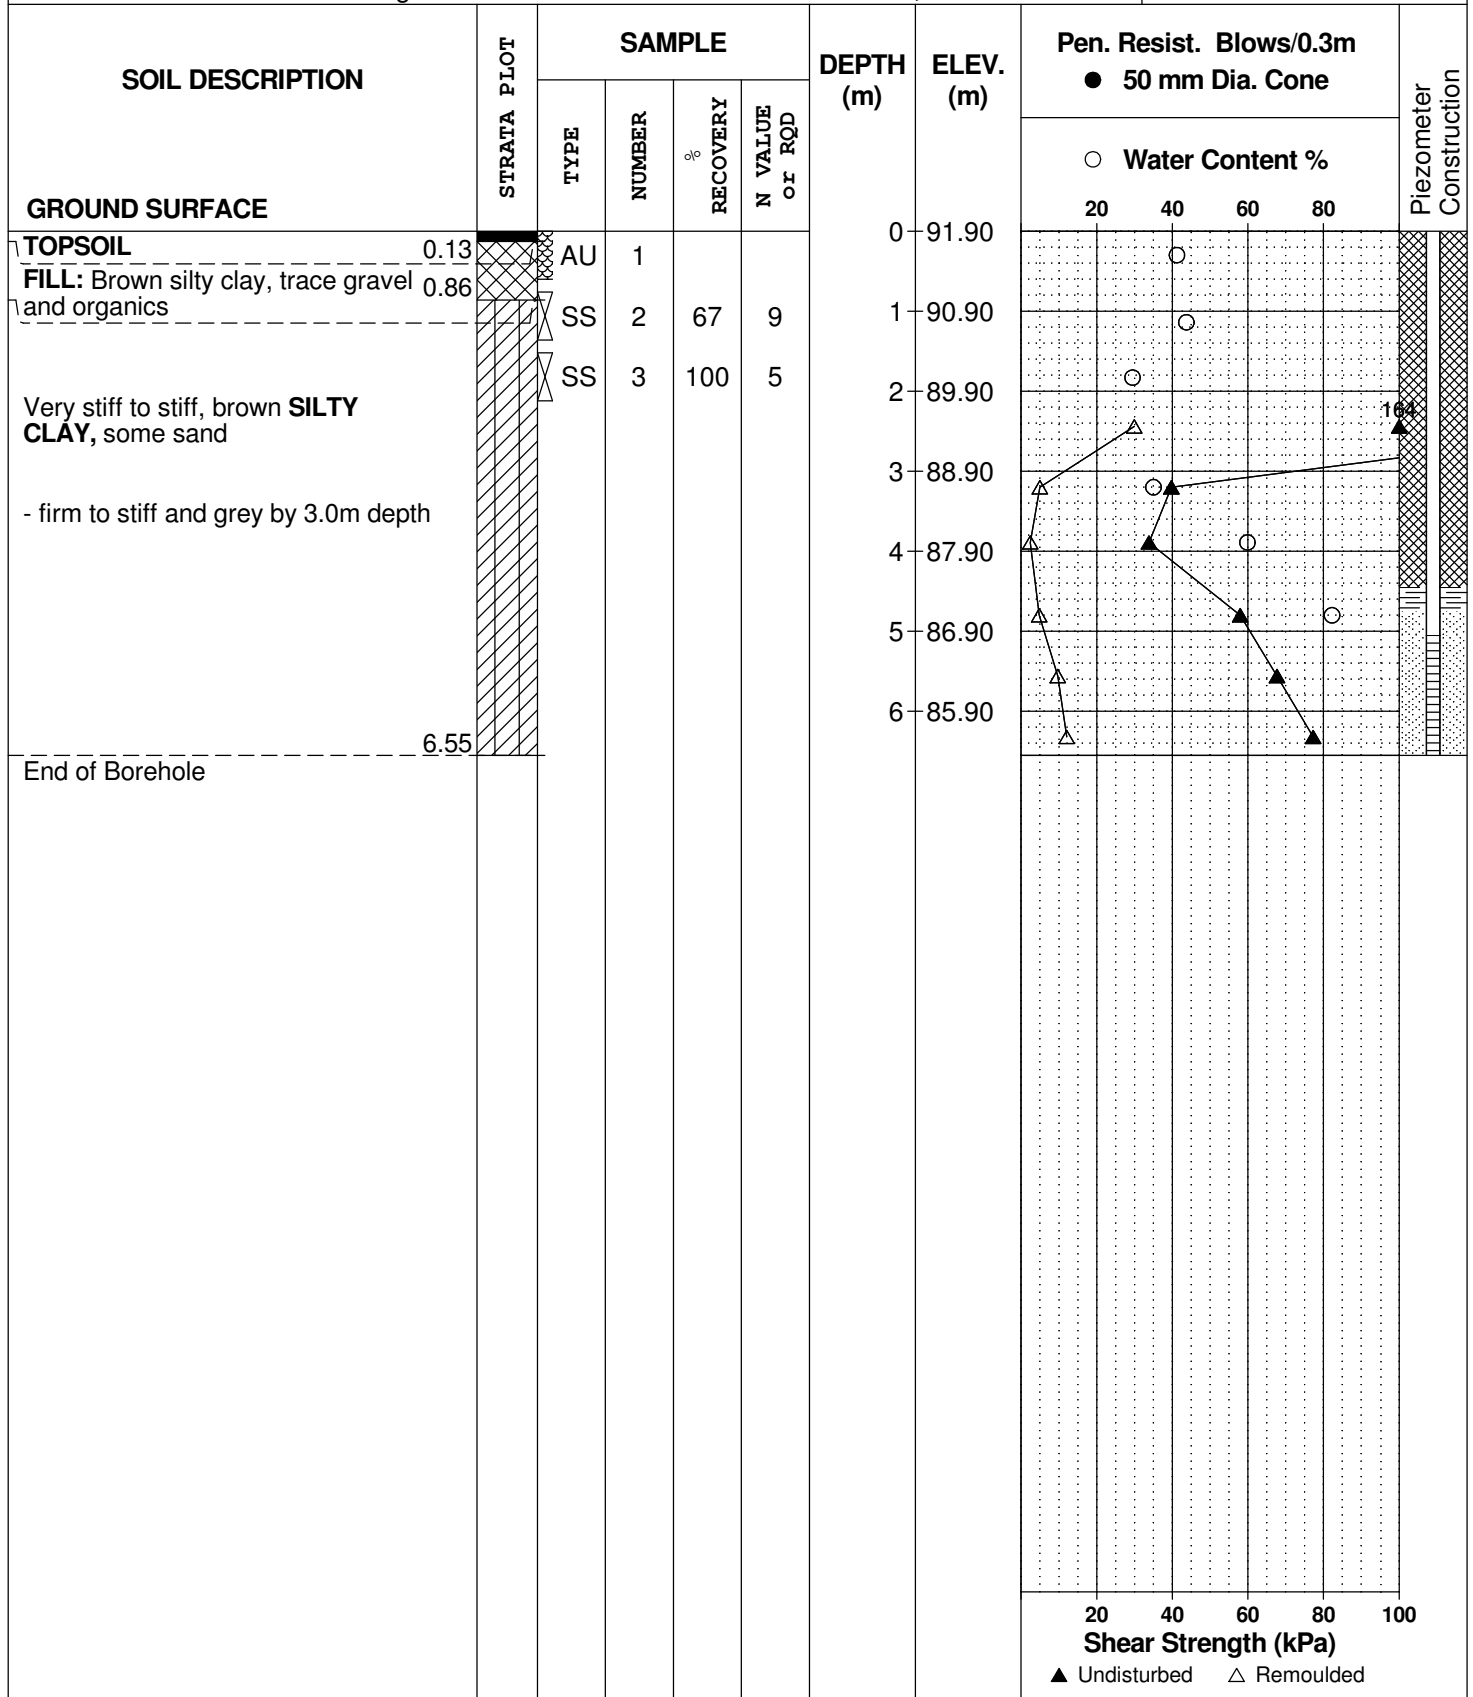 SOIL DESCRIPTION
GROUND SURFACE
STRATA PLOT
SAMPLE
TYPE
NUMBER
%
RECOVERY
N VALUE
or RQD
DEPTH
(m)
ELEV.
(m)
Pen. Resist. Blows/0.3m
● 50 mm Dia. Cone
○ Water Content %
20 40 60 80
Piezometer
Construction
TOPSOIL 0.13
FILL: Brown silty clay, trace gravel 0.86
and organics
Very stiff to stiff, brown SILTY
CLAY, some sand
- firm to stiff and grey by 3.0m depth
6.55
End of Borehole
AU 1
SS 2 67 9
SS 3 100 5
0 91.90
1 90.90
2 89.90
3 88.90
4 87.90
5 86.90
6 85.90
164
20 40 60 80 100
Shear Strength (kPa)
▲ Undisturbed △ Remoulded